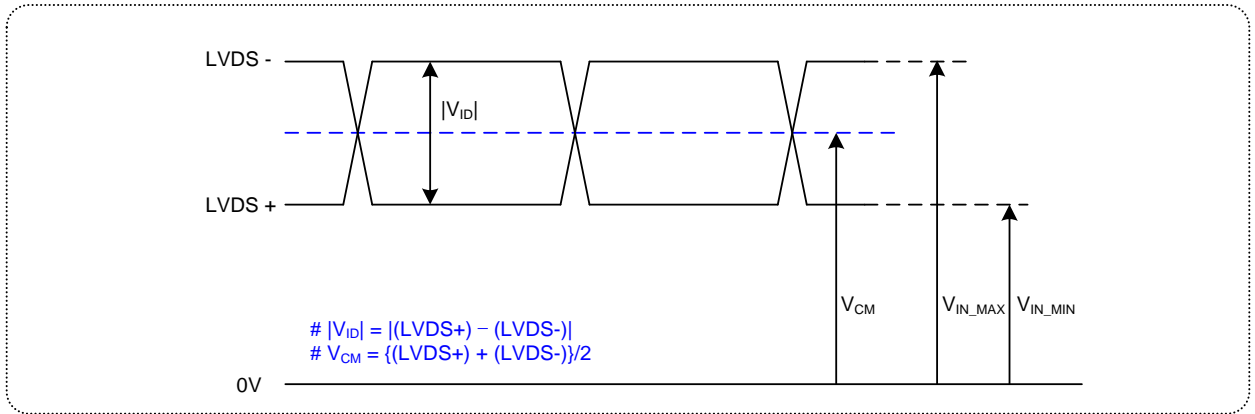 LVDS -
|VID|
LVDS +
VCM
VIN_MAX
VIN_MIN
# |VID| = |(LVDS+) – (LVDS-)|
# VCM = {(LVDS+) + (LVDS-)}/2
0V